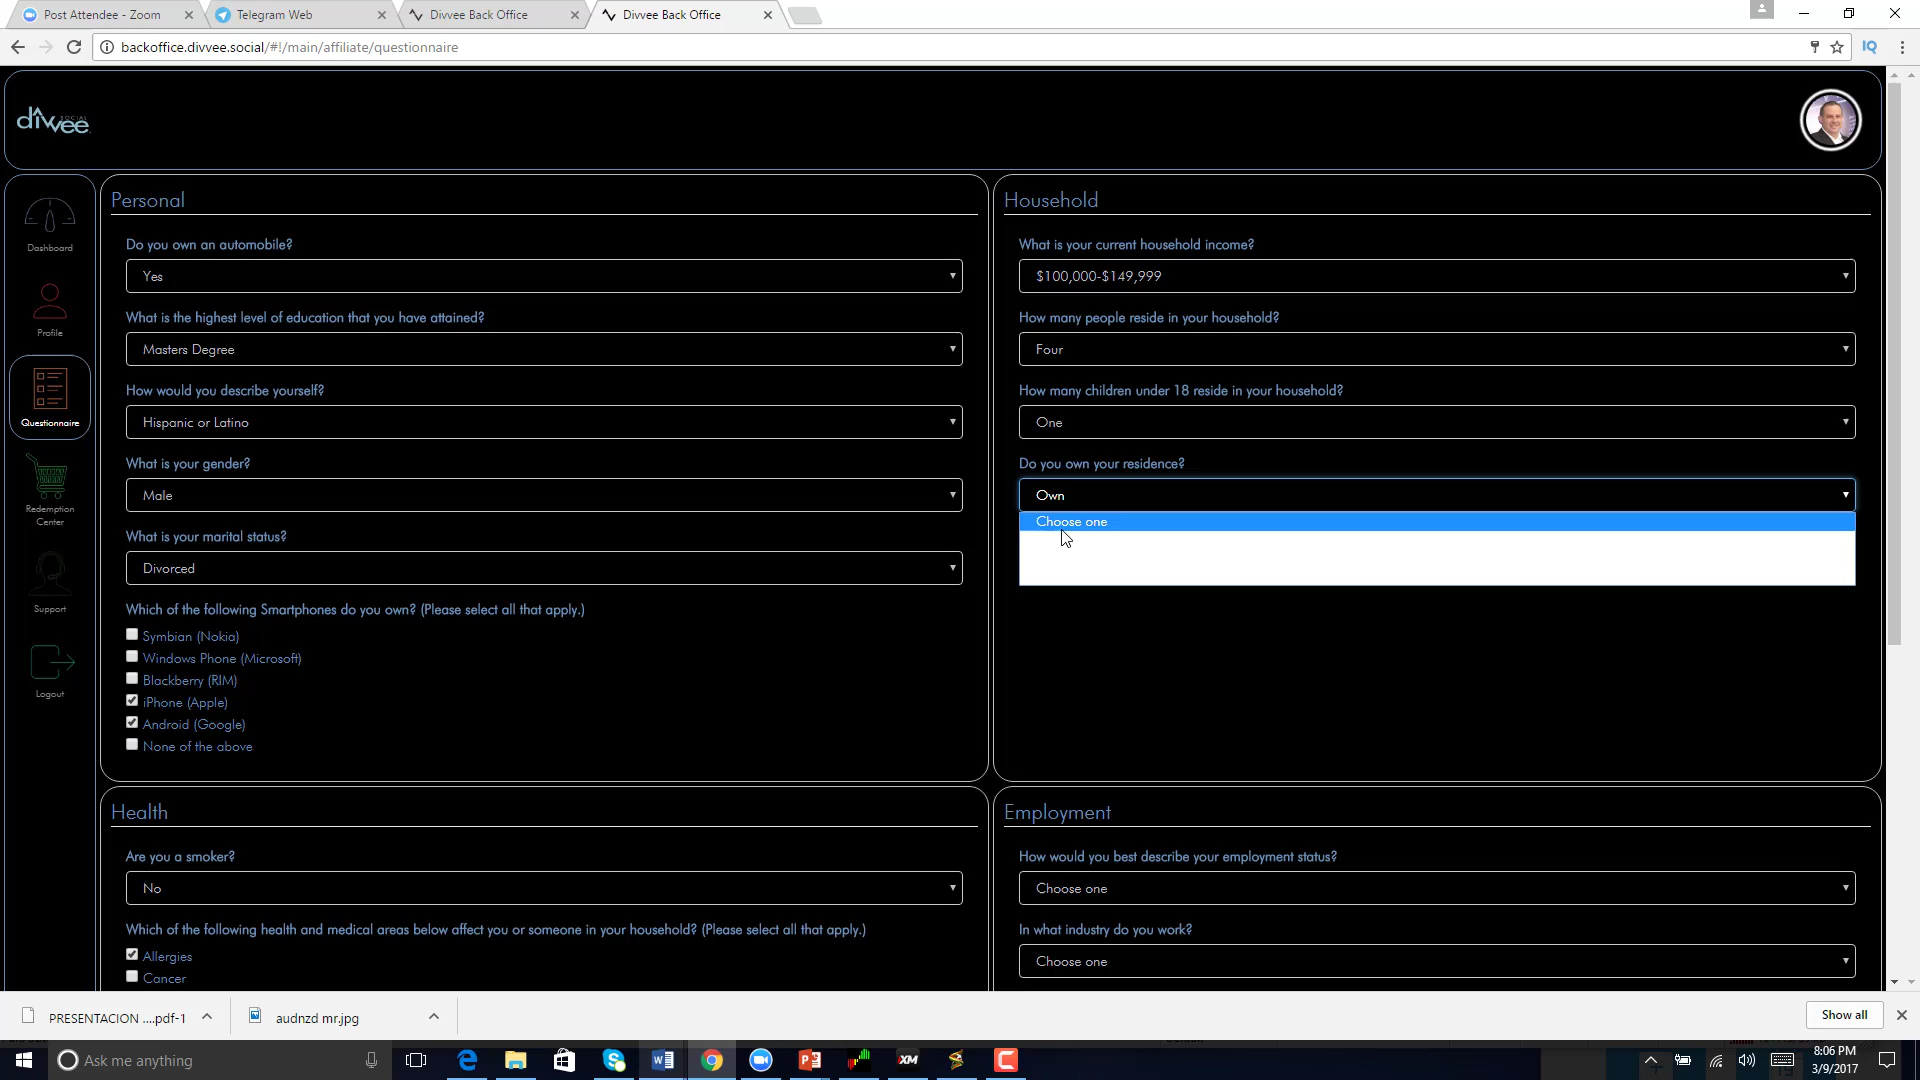 Post Attendee - Zoom
Telegram Web
Divvee Back Office
Divvee Back Office
backoffice.divvee.social/#!/main/affiliate/questionnaire
IQ
divvee
SOCIAL
Dashboard
Profile
Questionnaire
Redemption
Center
Support
Logout
Personal
Do you own an automobile?
Yes
What is the highest level of education that you have attained?
Masters Degree
How would you describe yourself?
Hispanic or Latino
What is your gender?
Male
What is your marital status?
Divorced
Which of the following Smartphones do you own? (Please select all that apply.)
Symbian (Nokia)
Windows Phone (Microsoft)
Blackberry (RIM)
iPhone (Apple)
Android (Google)
None of the above
Household
What is your current household income?
$100,000-$149,999
How many people reside in your household?
Four
How many children under 18 reside in your household?
One
Do you own your residence?
Own
Choose one
Health
Are you a smoker?
No
Which of the following health and medical areas below affect you or someone in your household? (Please select all that apply.)
Allergies
Cancer
Employment
How would you best describe your employment status?
Choose one
In what industry do you work?
Choose one
PRESENTACION ....pdf-1
audnzd mr.jpg
Show all
Ask me anything
XM
8:06 PM
3/9/2017